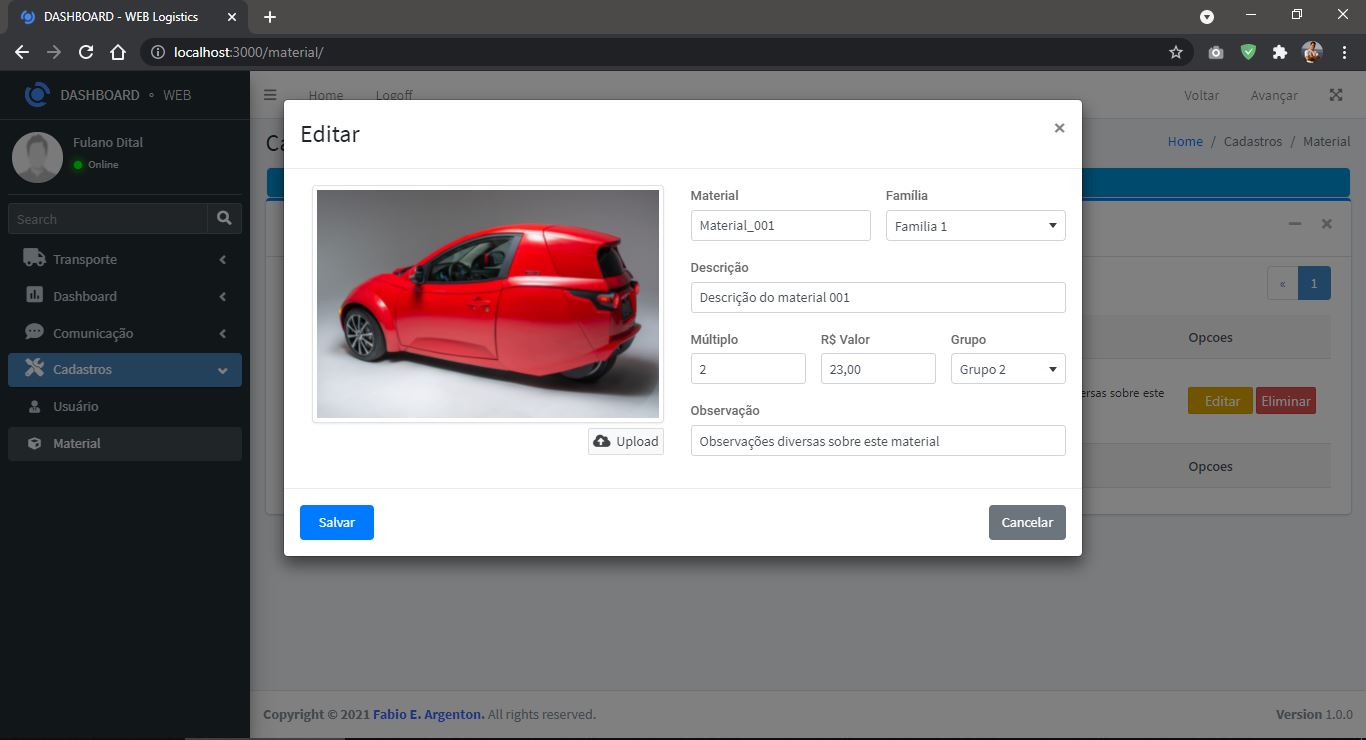 DASHBOARD - WEB Logistics
localhost:3000/material/
DASHBOARD • WEB
Home Logoff Voltar Avançar
Fulano Dital
Online
Home / Cadastros / Material
Search
Transporte
Dashboard
Comunicação
Cadastros
Usuário
Material
« 1
Opcoes
ersas sobre este
Editar Eliminar
Opcoes
Editar ×
Material Família
Material_001 Familia 1
Descrição
Descrição do material 001
Múltiplo R$ Valor Grupo
2 23,00 Grupo 2
Observação
Observações diversas sobre este material
Upload
Salvar Cancelar
Copyright © 2021 Fabio E. Argenton. All rights reserved. Version 1.0.0